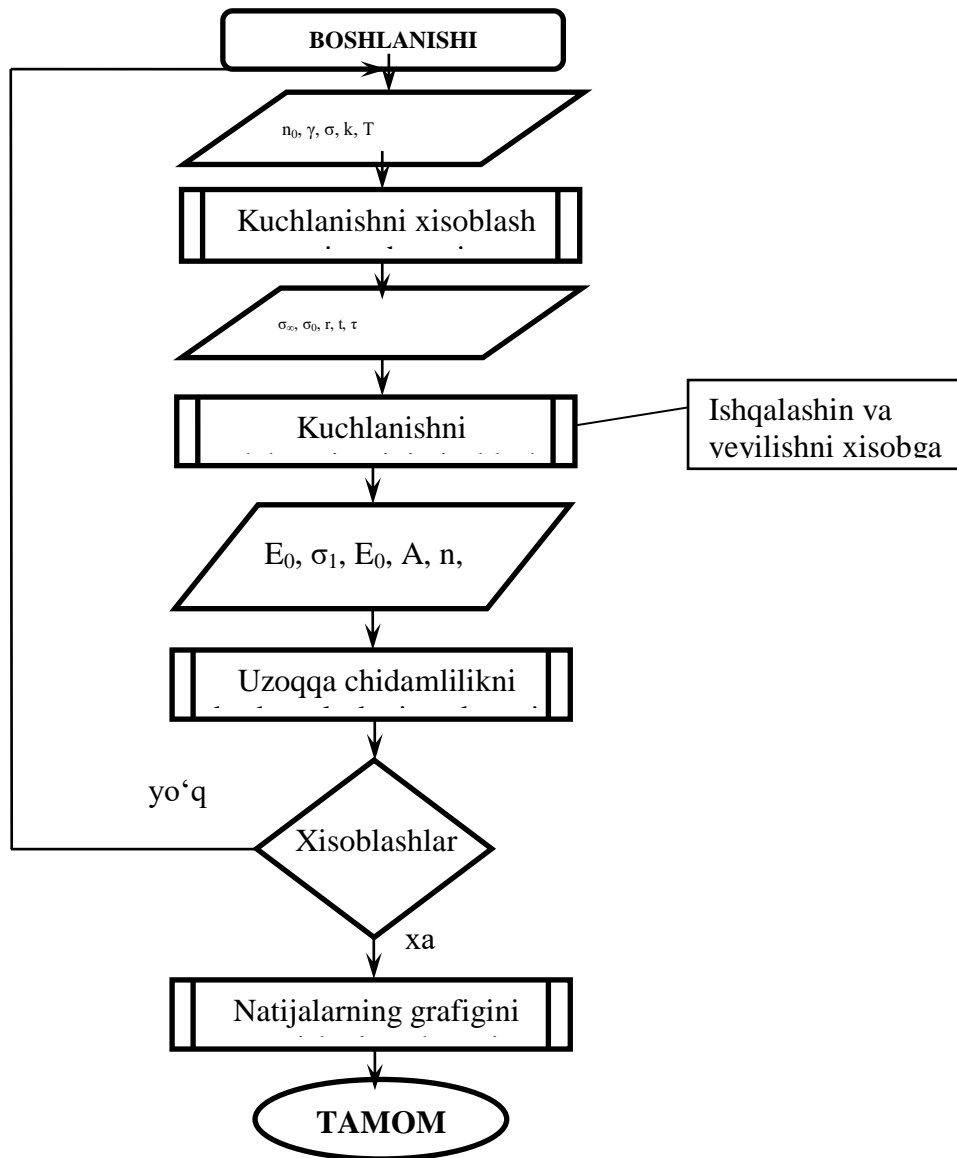 BOSHLANISHI
n₀, γ, σ, k, T
Kuchlanishni xisoblash
σ∞, σ₀, r, t, τ
Kuchlanishni
Ishqalashin va
yeyilishni xisobga
E₀, σ₁, E₀, A, n,
Uzoqqa chidamlilikni
yo‘q
Xisoblashlar
xa
Natijalarning grafigini
TAMOM